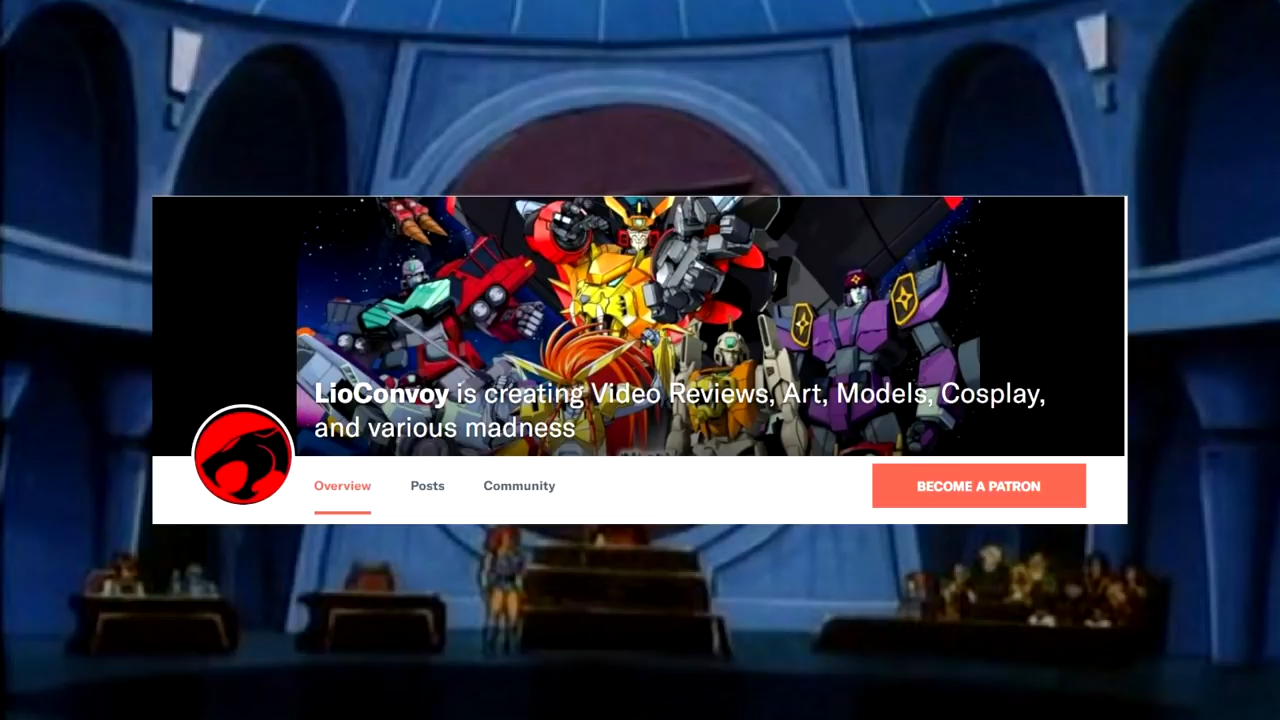 LioConvoy is creating Video Reviews, Art, Models, Cosplay,
and various madness
Overview Posts Community BECOME A PATRON